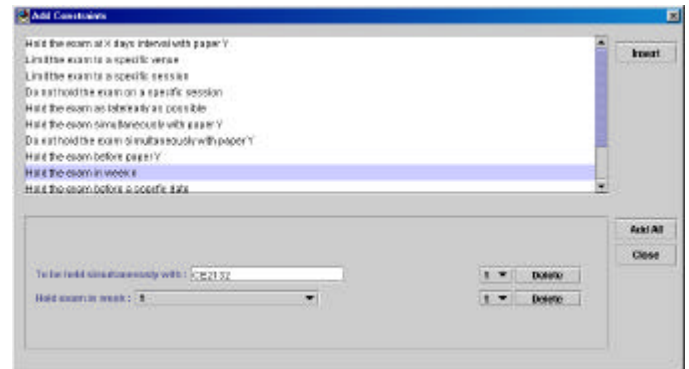 Add Constraints
Hold the exam at X days interval with paper Y
Limit the exam to a specific venue
Limit the exam to a specific session
Do not hold the exam on a specific session
Hold the exam as late/early as possible
Hold the exam simultaneously with paper Y
Do not hold the exam simultaneously with paper Y
Hold the exam before paper Y
Hold the exam in week x
Hold the exam before a specific date
Insert
Add All
Close
To be held simultaneously with : CE2132
1 Delete
Hold exam in week :
1 Delete